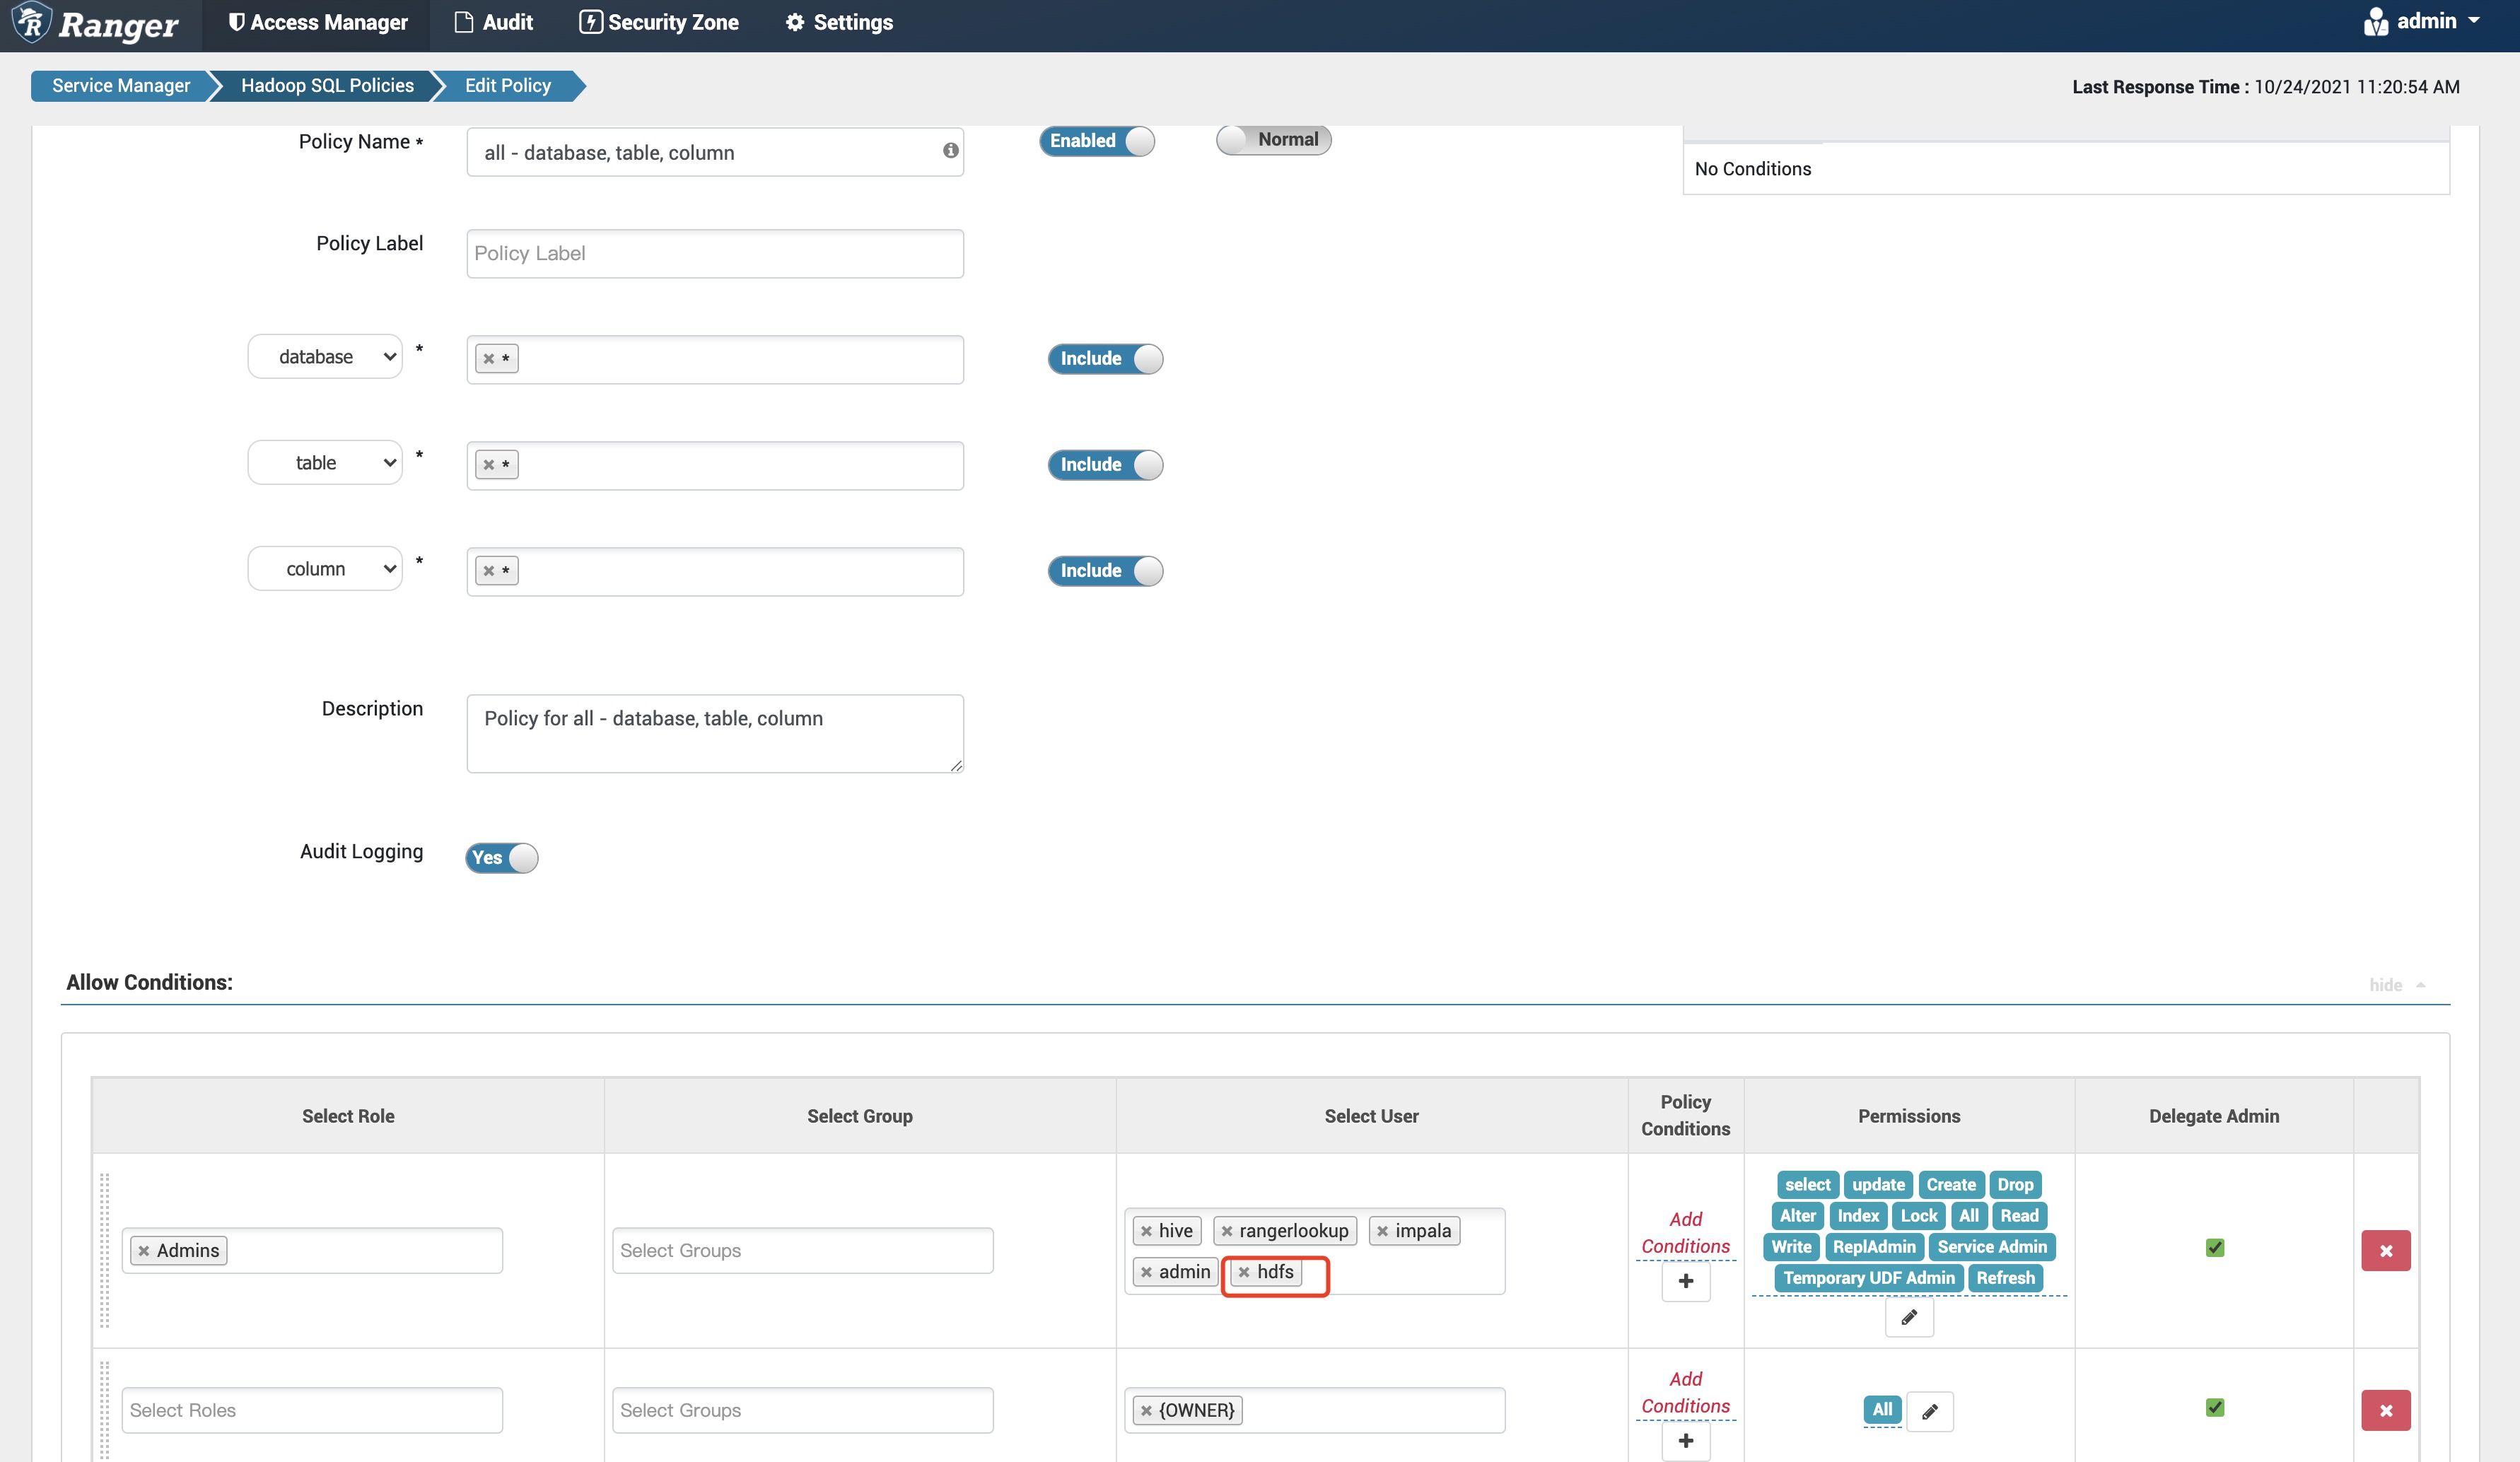 Ranger Access Manager Audit Security Zone Settings admin
Service Manager Hadoop SQL Policies Edit Policy Last Response Time : 10/24/2021 11:20:54 AM
Policy Name * all - database, table, column Enabled Normal
No Conditions
Policy Label Policy Label
database * * Include
table * * Include
column * * Include
Description Policy for all - database, table, column
Audit Logging Yes
Allow Conditions: hide
Select Role Select Group Select User Policy Conditions Permissions Delegate Admin
Admins Select Groups hive rangerlookup impala
admin hdfs
Add
Conditions
select update Create Drop
Alter Index Lock All Read
Write ReplAdmin Service Admin
Temporary UDF Admin Refresh
Select Roles Select Groups {OWNER}
Add
Conditions
All